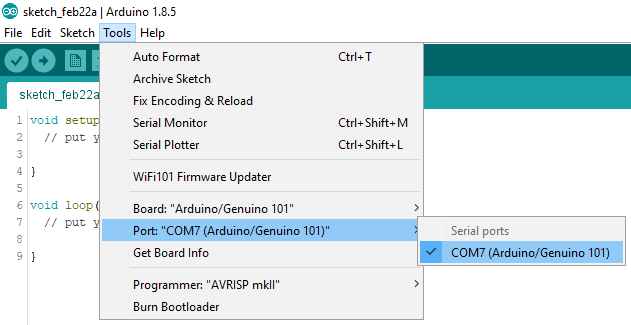 sketch_feb22a | Arduino 1.8.5
File Edit Sketch Tools Help
sketch_feb22a
Auto Format Ctrl+T
Archive Sketch
Fix Encoding & Reload
Serial Monitor Ctrl+Shift+M
Serial Plotter Ctrl+Shift+L
WiFi101 Firmware Updater
Board: "Arduino/Genuino 101"
Port: "COM7 (Arduino/Genuino 101)"
Get Board Info
Programmer: "AVRISP mkII"
Burn Bootloader
Serial ports
COM7 (Arduino/Genuino 101)
1 void setup
2 // put y
3
4 }
5
6 void loop(
7 // put y
8
9 }